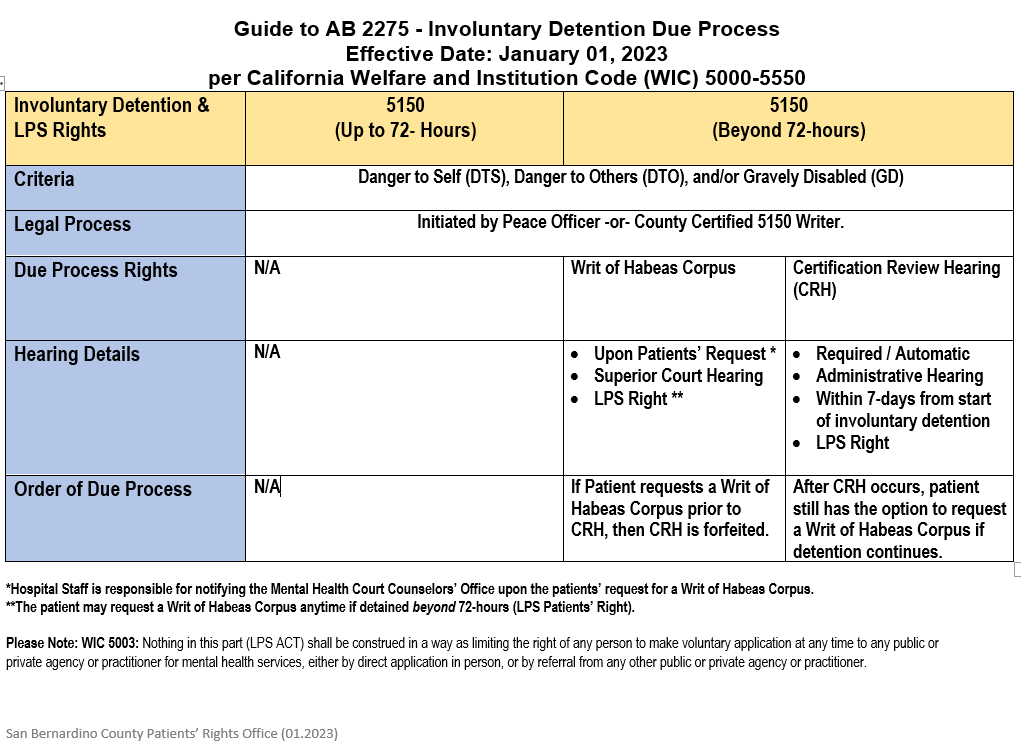 Guide to AB 2275 - Involuntary Detention Due Process
Effective Date: January 01, 2023
per California Welfare and Institution Code (WIC) 5000-5550
Involuntary Detention &
LPS Rights
5150
(Up to 72- Hours)
5150
(Beyond 72-hours)
Criteria
Danger to Self (DTS), Danger to Others (DTO), and/or Gravely Disabled (GD)
Legal Process
Initiated by Peace Officer -or- County Certified 5150 Writer.
Due Process Rights
N/A
Writ of Habeas Corpus
Certification Review Hearing
(CRH)
Hearing Details
N/A
• Upon Patients’ Request *
• Superior Court Hearing
• LPS Right **
• Required / Automatic
• Administrative Hearing
• Within 7-days from start
of involuntary detention
• LPS Right
Order of Due Process
N/A
If Patient requests a Writ of
Habeas Corpus prior to
CRH, then CRH is forfeited.
After CRH occurs, patient
still has the option to request
a Writ of Habeas Corpus if
detention continues.
*Hospital Staff is responsible for notifying the Mental Health Court Counselors’ Office upon the patients’ request for a Writ of Habeas Corpus.
**The patient may request a Writ of Habeas Corpus anytime if detained beyond 72-hours (LPS Patients’ Right).
Please Note: WIC 5003: Nothing in this part (LPS ACT) shall be construed in a way as limiting the right of any person to make voluntary application at any time to any public or
private agency or practitioner for mental health services, either by direct application in person, or by referral from any other public or private agency or practitioner.
San Bernardino County Patients’ Rights Office (01.2023)